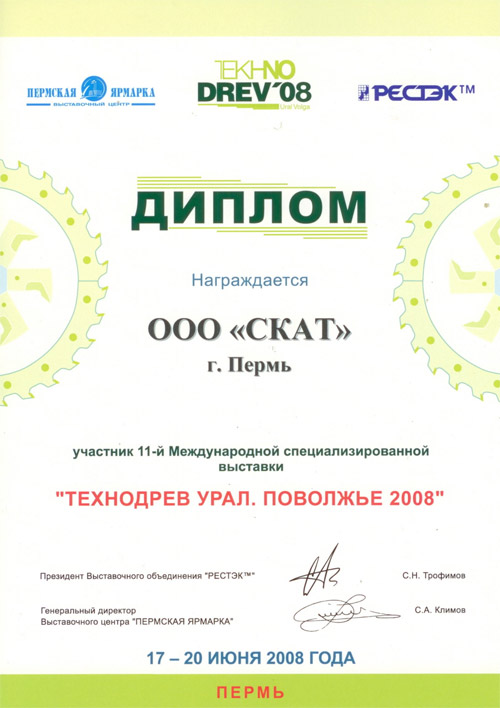 ПЕРМСКАЯ ЯРМАРКА
ВЫСТАВОЧНЫЙ ЦЕНТР
TEKHNO
DREV'08
Ural Volga
РЕСТЭК™
ДИПЛОМ
Награждается
ООО «СКАТ»
г. Пермь
участник 11-й Международной специализированной
выставки
"ТЕХНОДРЕВ УРАЛ. ПОВОЛЖЬЕ 2008"
Президент Выставочного объединения "РЕСТЭК™"
С.Н. Трофимов
Генеральный директор
Выставочного центра "ПЕРМСКАЯ ЯРМАРКА"
С.А. Климов
17 – 20 ИЮНЯ 2008 ГОДА
ПЕРМЬ